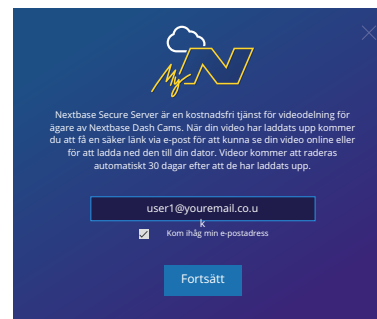 My N
Nextbase Secure Server är en kostnadsfri tjänst för videodelning för
ägare av Nextbase Dash Cams. När din video har laddats upp kommer
du att få en säker länk via e-post för att kunna se din video online eller
för att ladda ned den till din dator. Videor kommer att raderas
automatiskt 30 dagar efter att de har laddats upp.
user1@youremail.co.u
k
Kom ihåg min e-postadress
Fortsätt